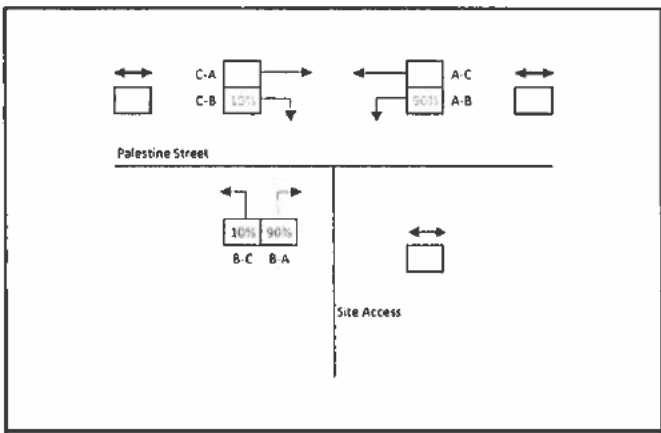 C-A
A-C
C-B 10% 90% A-B
Palestine Street
10% 90%
B-C B-A
Site Access